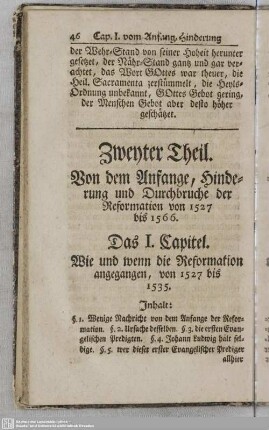 46 Cap. I. vom Anfang, Hinderung
der Wehr-Stand von seiner Hoheit herunter
gesetzet, der Nähr-Stand gantz und gar ver-
achtet, das Wort GOttes war theuer, die
Heil. Sacramenta zerstümmelt, die Heyls-
Ordnung unbekannt, GOttes Gebot gering,
der Menschen Gebot aber desto höher
geschätzet.
Zweyter Theil.
Von dem Anfange, Hinde-
rung und Durchbruche der
Reformation von 1527
bis 1566.
Das I. Capitel.
Wie und wenn die Reformation
angegangen, von 1527 bis
1535.
Inhalt:
§ 1. Wenige Nachricht von dem Anfange der Refor-
mation. § . 2. Ursache desselben. § . 3. die ersten Evan-
gelischen Predigten. § . 4. Johann Ludwig hält sel-
bige. § . 5. wer dieser erster Evangelischer Prediger
allhier